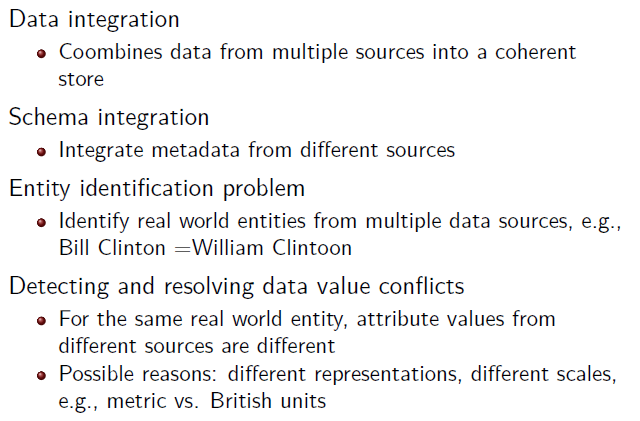 Data integration
Coombines data from multiple sources into a coherent
store
Schema integration
Integrate metadata from different sources
Entity identification problem
Identify real world entities from multiple data sources, e.g.,
Bill Clinton =William Clintoon
Detecting and resolving data value conflicts
For the same real world entity, attribute values from
different sources are different
Possible reasons: different representations, different scales,
e.g., metric vs. British units